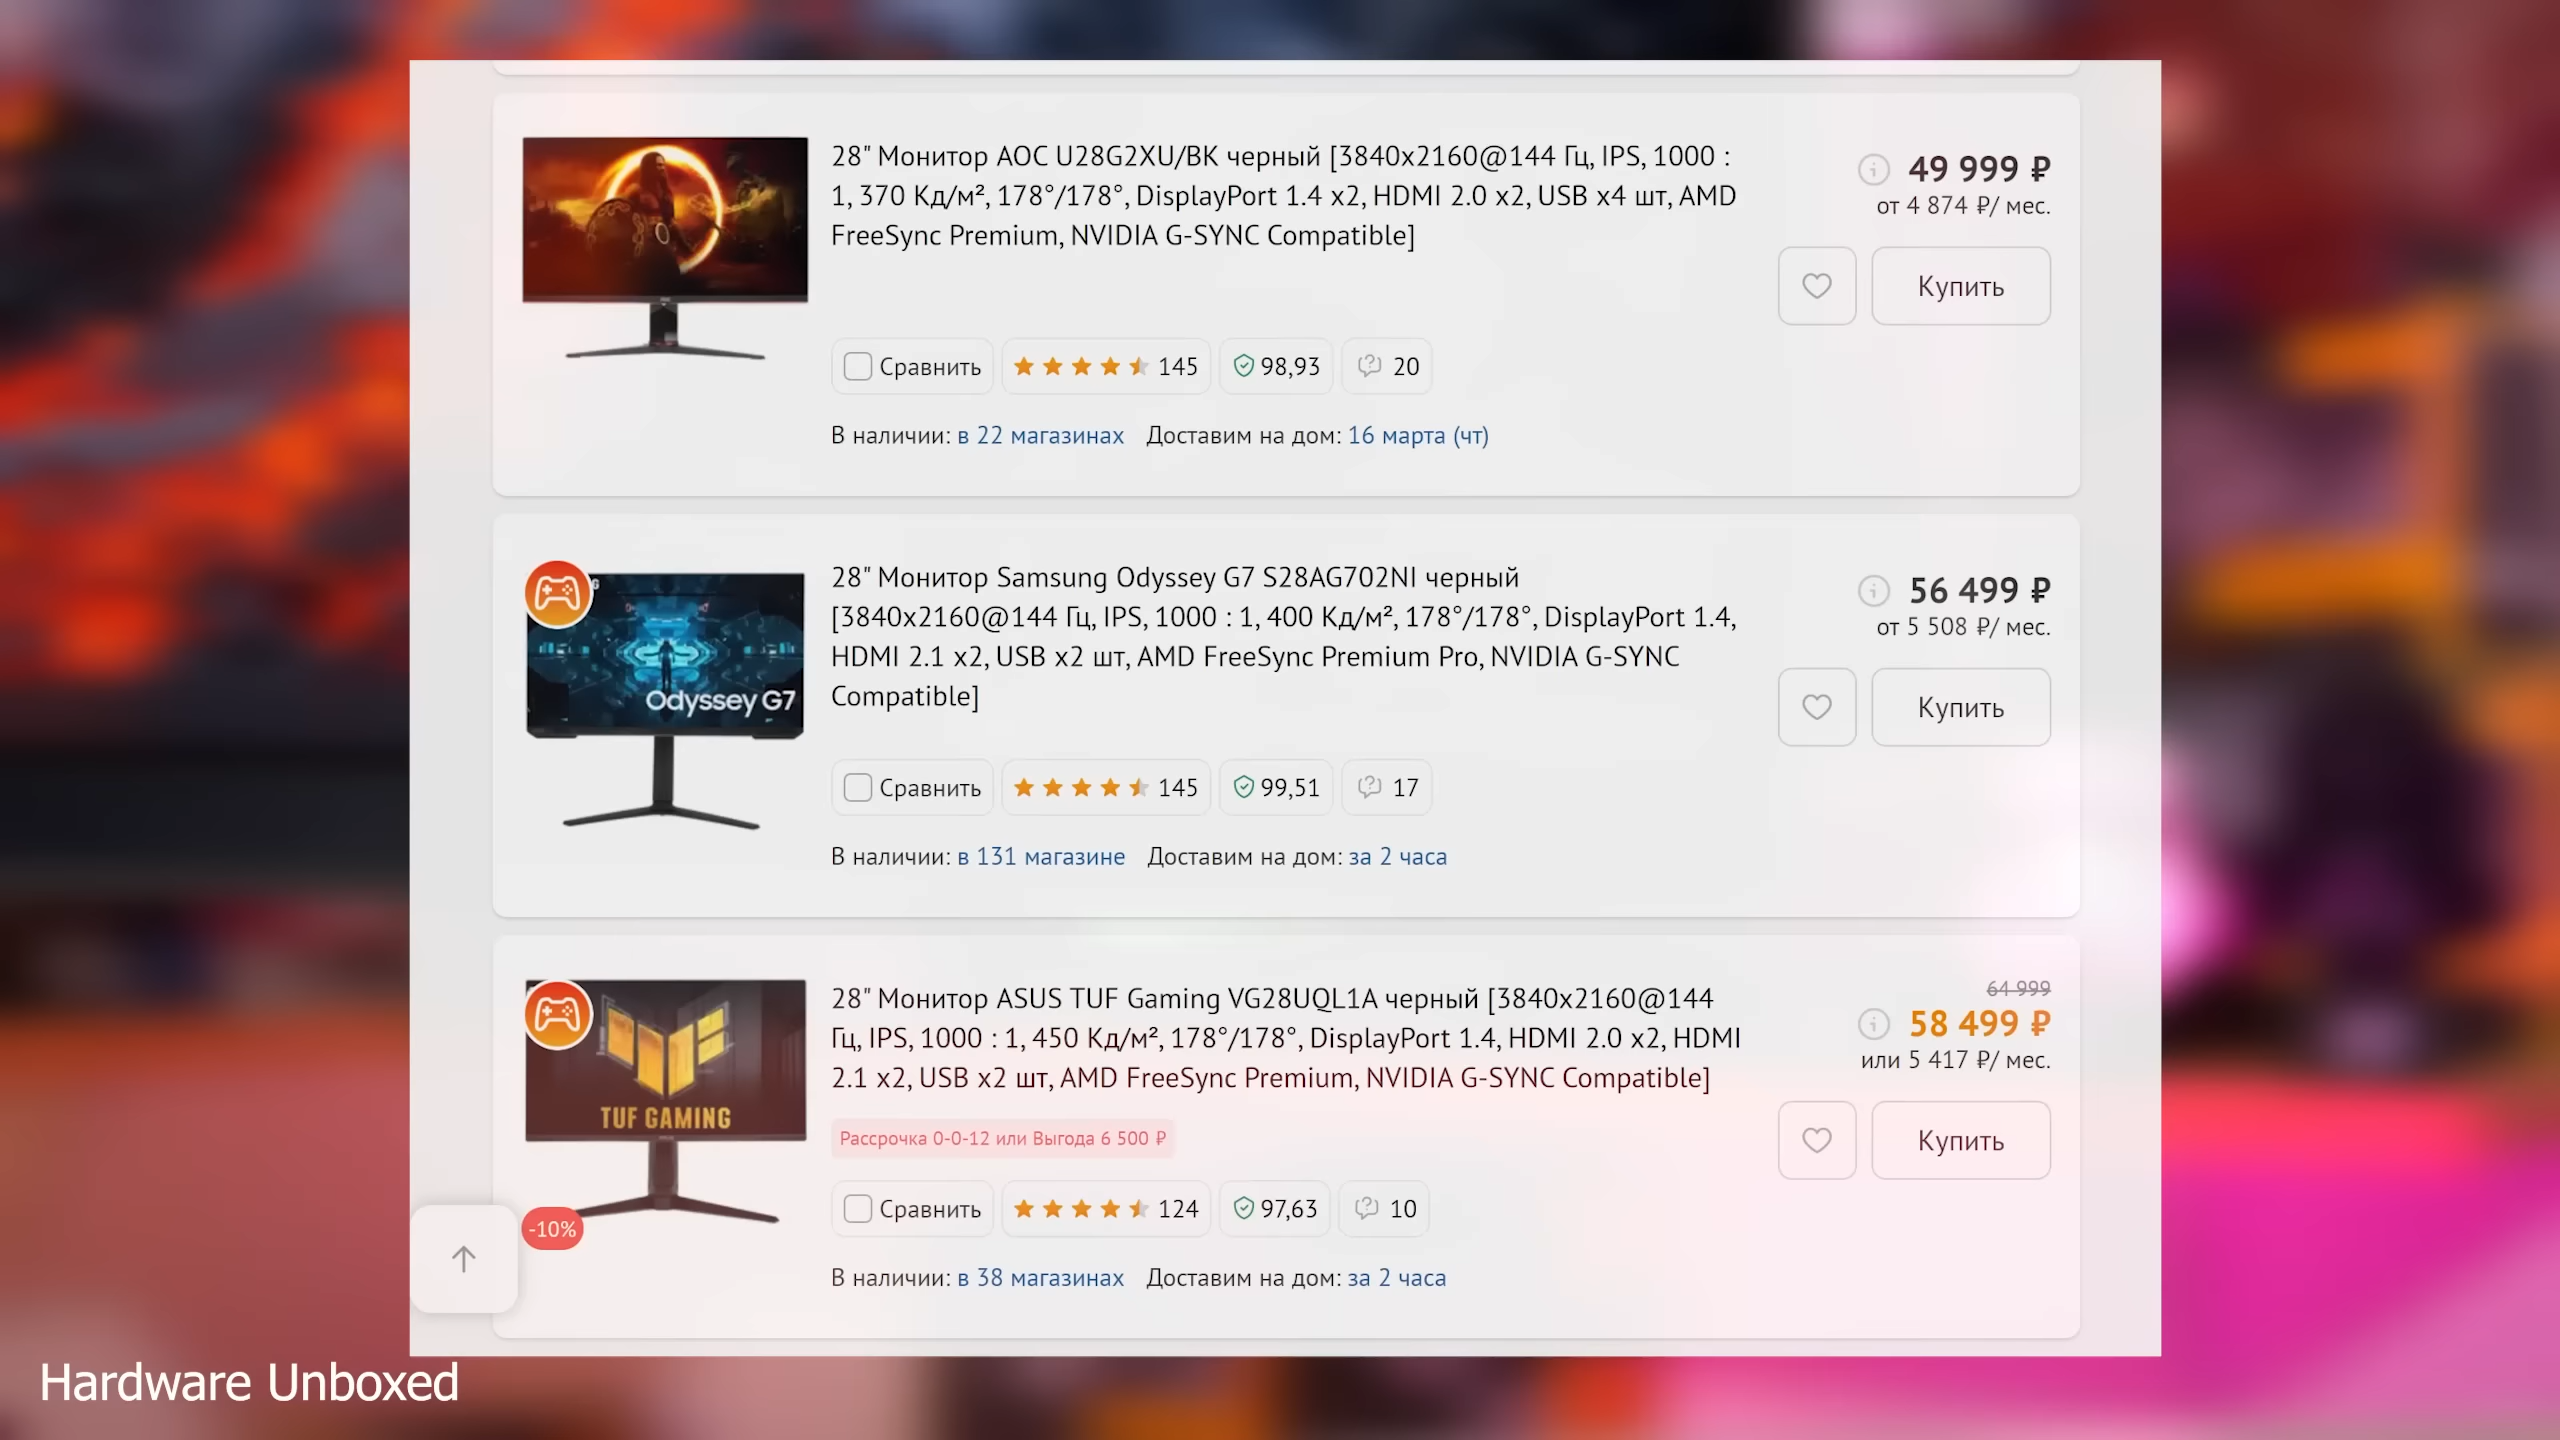 28" Монитор AOC U28G2XU/BK черный [3840x2160@144 Гц, IPS, 1000 :
1, 370 Кд/м², 178°/178°, DisplayPort 1.4 x2, HDMI 2.0 x2, USB x4 шт, AMD
FreeSync Premium, NVIDIA G-SYNC Compatible]
49 999 ₽
от 4 874 ₽/ мес.
Купить
Сравнить 145 98,93 20
В наличии: в 22 магазинах Доставим на дом: 16 марта (чт)
Odyssey G7
28" Монитор Samsung Odyssey G7 S28AG702NI черный
[3840x2160@144 Гц, IPS, 1000 : 1, 400 Кд/м², 178°/178°, DisplayPort 1.4,
HDMI 2.1 x2, USB x2 шт, AMD FreeSync Premium Pro, NVIDIA G-SYNC
Compatible]
56 499 ₽
от 5 508 ₽/ мес.
Купить
Сравнить 145 99,51 17
В наличии: в 131 магазине Доставим на дом: за 2 часа
TUF GAMING
-10%
28" Монитор ASUS TUF Gaming VG28UQL1A черный [3840x2160@144
Гц, IPS, 1000 : 1, 450 Кд/м², 178°/178°, DisplayPort 1.4, HDMI 2.0 x2, HDMI
2.1 x2, USB x2 шт, AMD FreeSync Premium, NVIDIA G-SYNC Compatible]
64 999
58 499 ₽
или 5 417 ₽/ мес.
Купить
Рассрочка 0-0-12 или Выгода 6 500 ₽
Сравнить 124 97,63 10
В наличии: в 38 магазинах Доставим на дом: за 2 часа
Hardware Unboxed